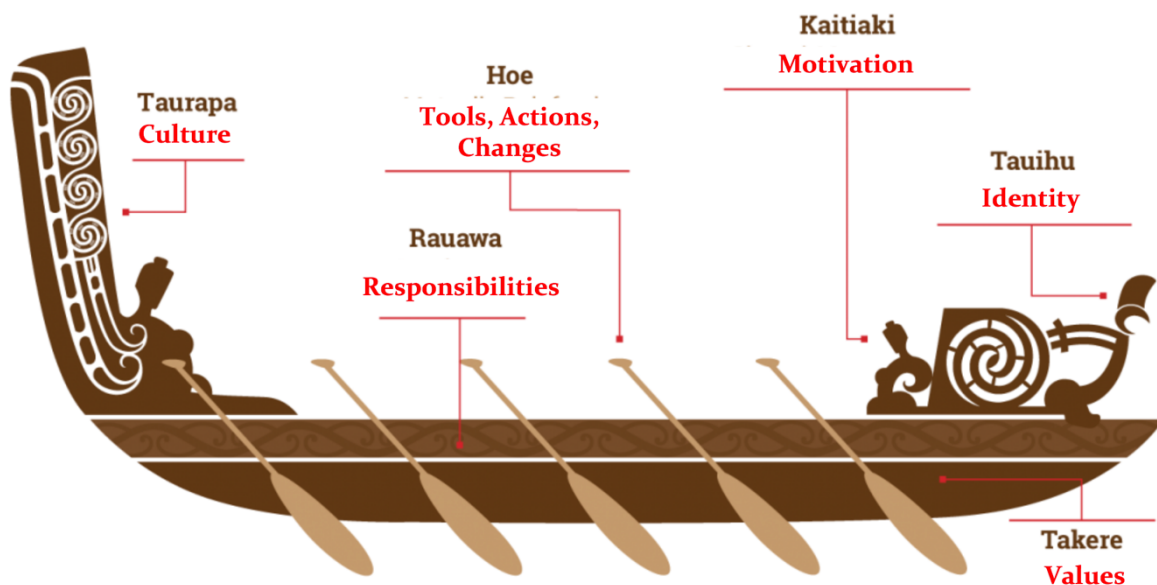 Kaitiaki
Motivation
Hoe
Tools, Actions,
Changes
Taurapa
Culture
Tauihu
Identity
Rauawa
Responsibilities
Takere
Values